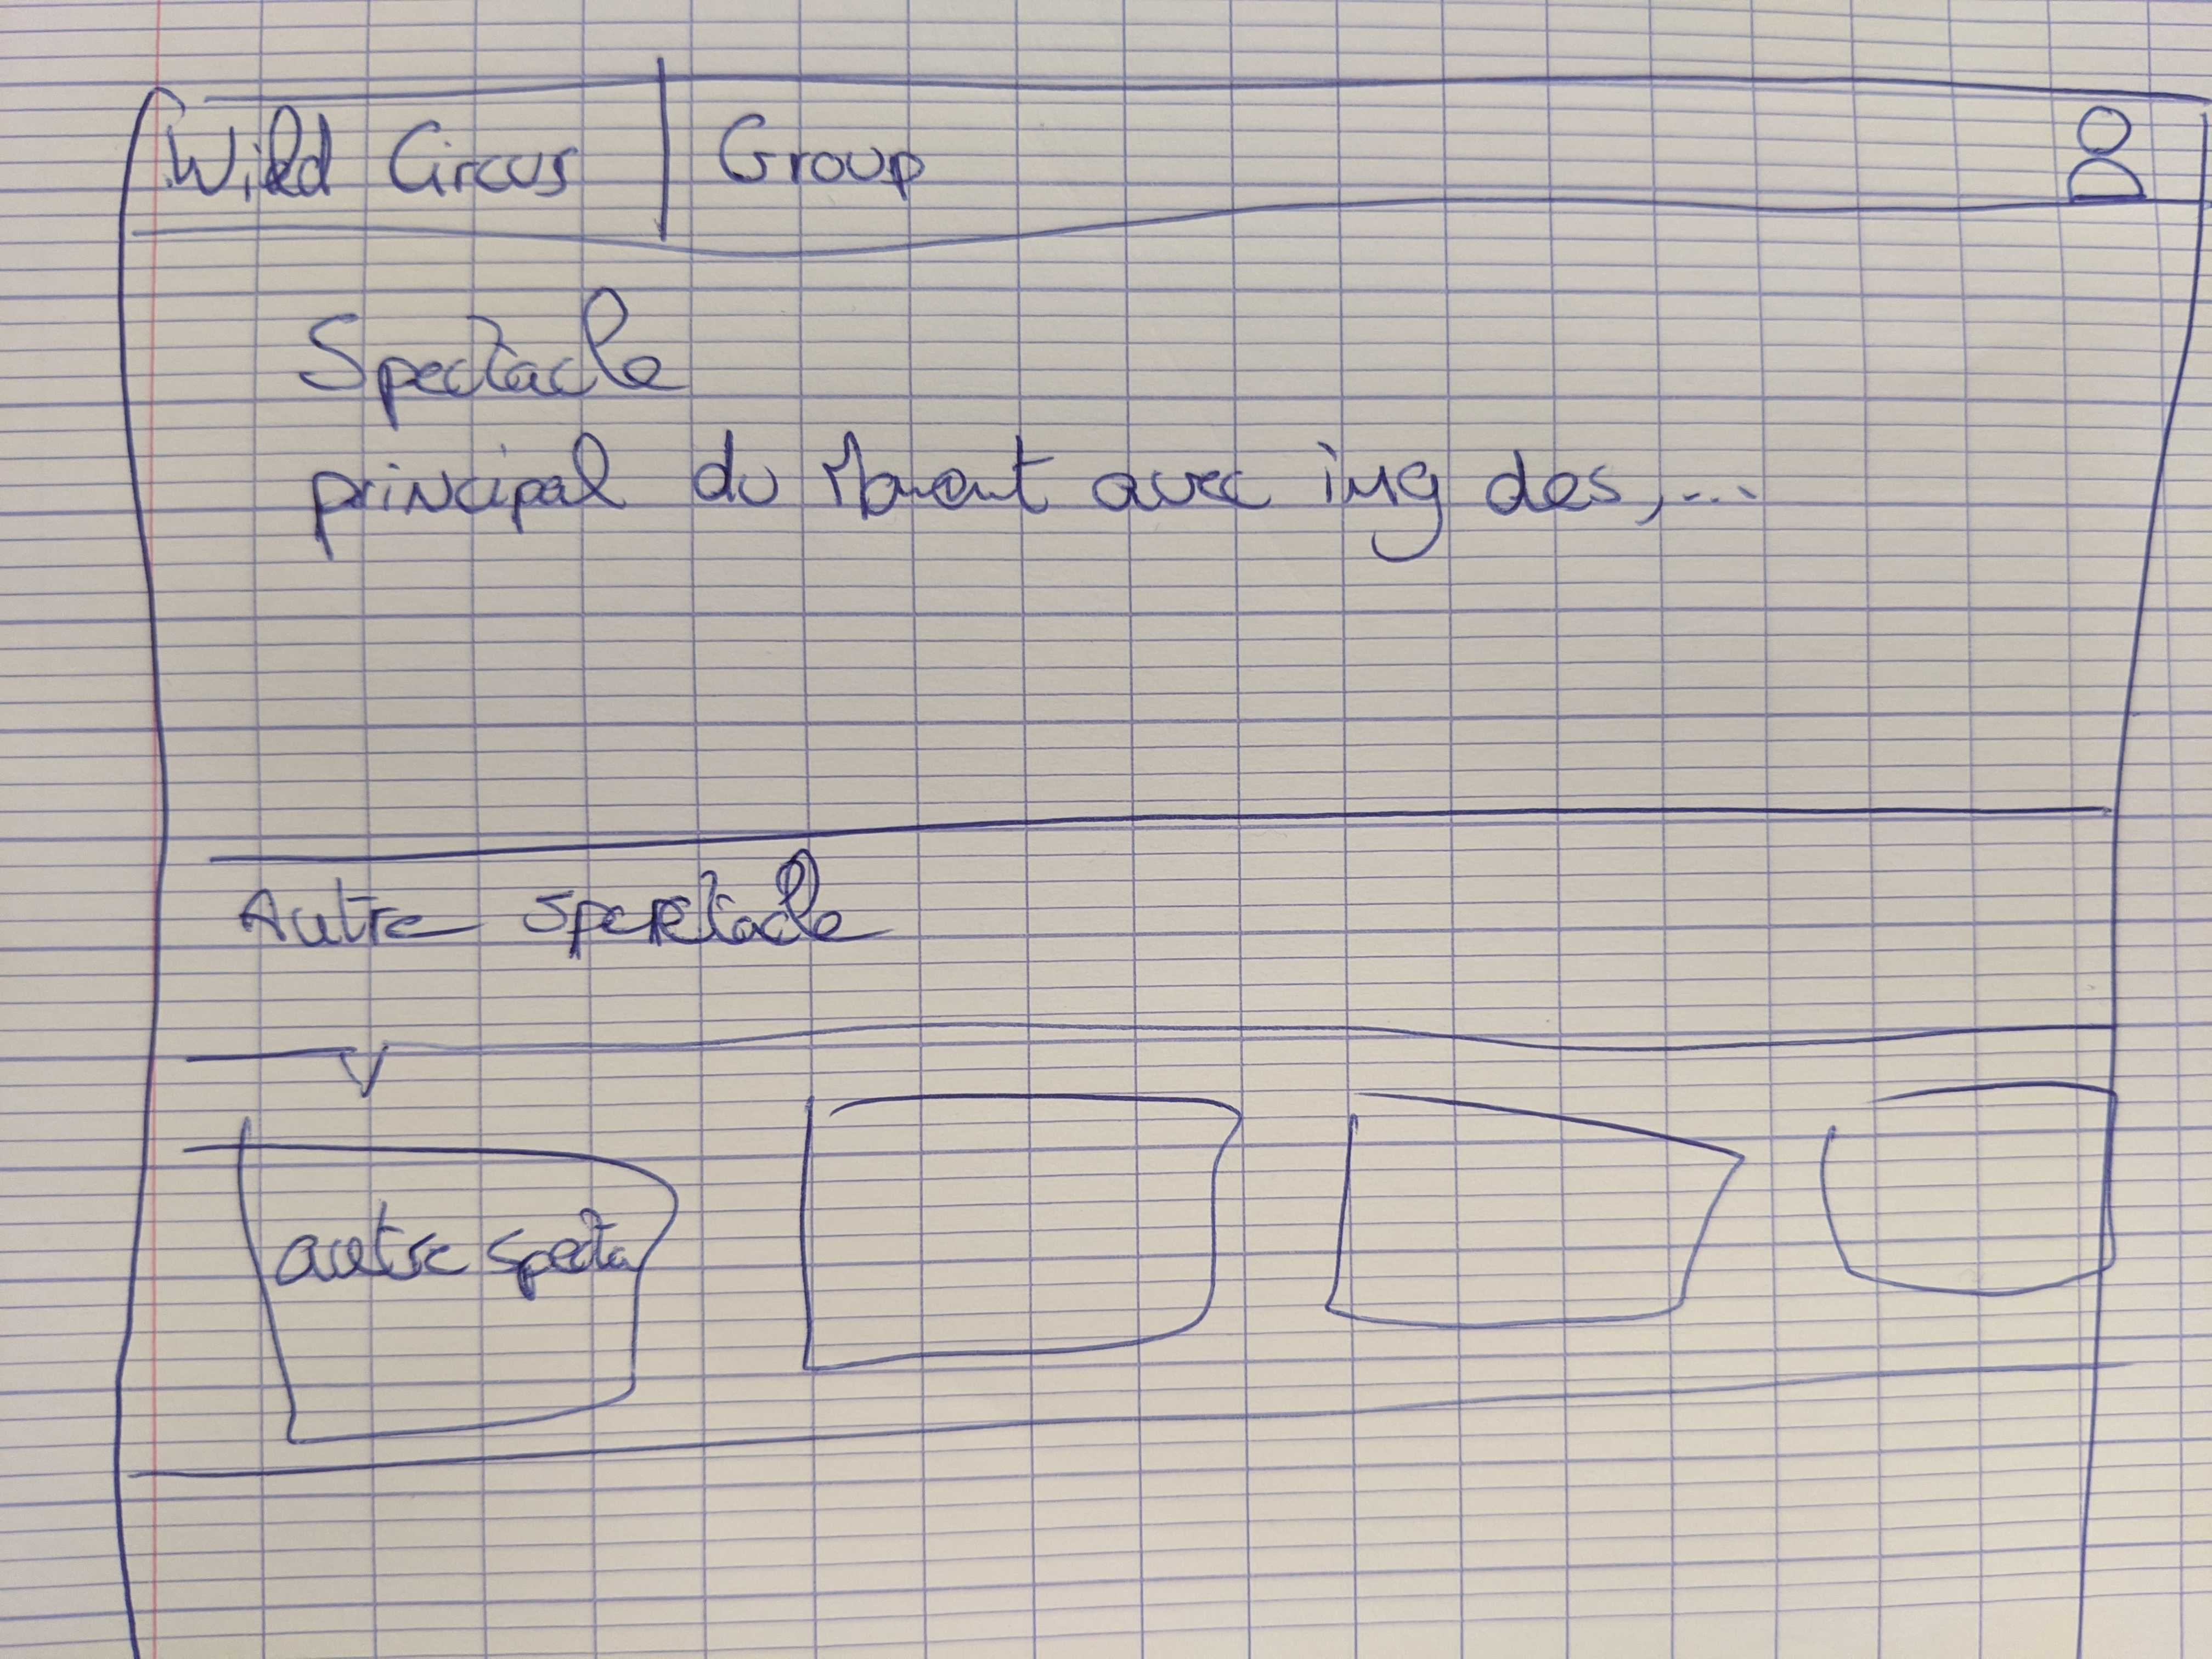 Wild Circus Group
Spectacle
principal du Moment avec img des,...
Autre spectacle
autre specta